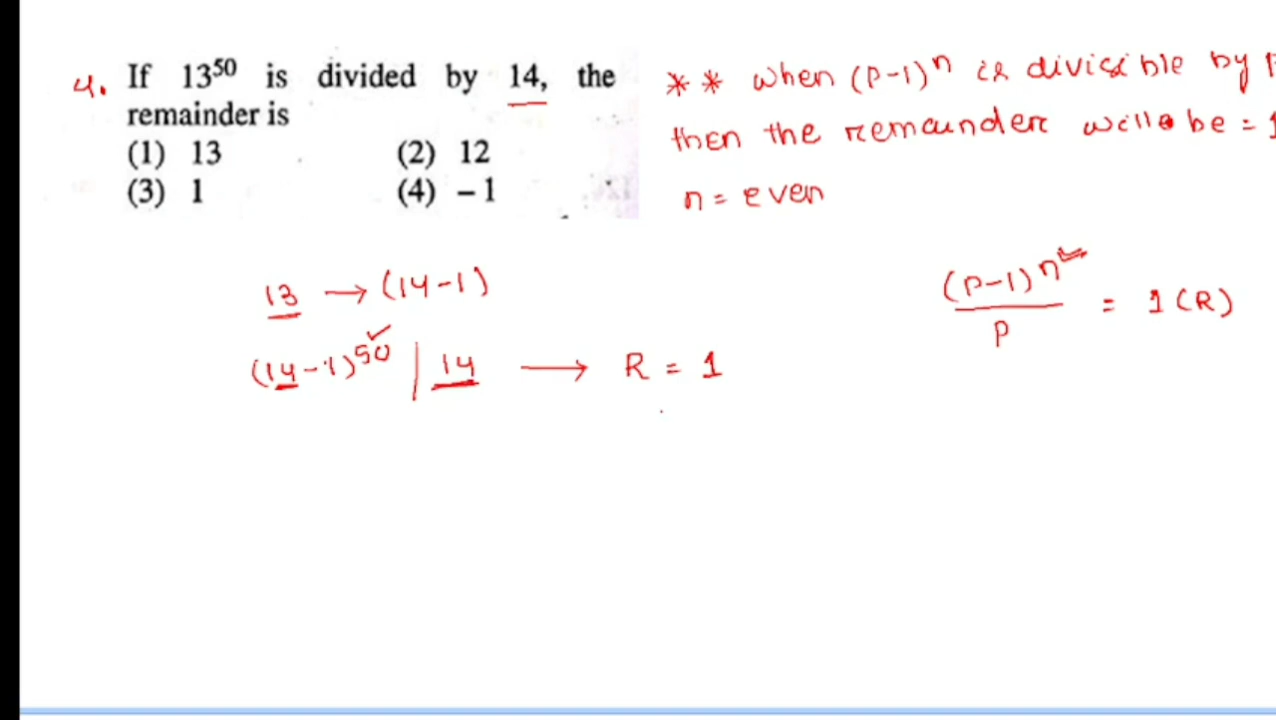 4. If 13⁵⁰ is divided by 14, the
remainder is
(1) 13 (2) 12
(3) 1 (4) – 1
** when (P-1)ⁿ is divisible by P
then the remainder will be = 1
n = even
13 → (14-1)
(14-1)⁵⁰ | 14 → R = 1
(P-1)ⁿ
P
= 1 (R)